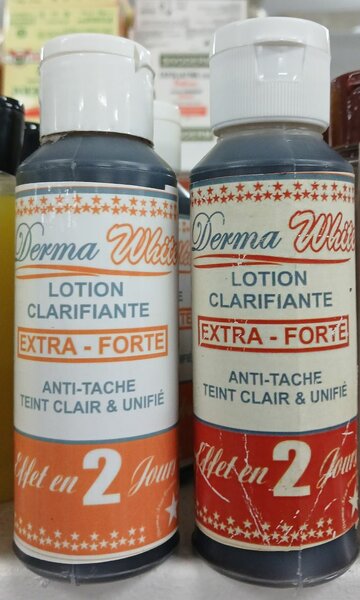 Derma White
LOTION
CLARIFIANTE
EXTRA - FORTE
ANTI-TACHE
TEINT CLAIR & UNIFIÉ
Effet en 2 Jours
Derma White
LOTION
CLARIFIANTE
EXTRA - FORTE
ANTI-TACHE
TEINT CLAIR & UNIFIÉ
Effet en 2 Jours